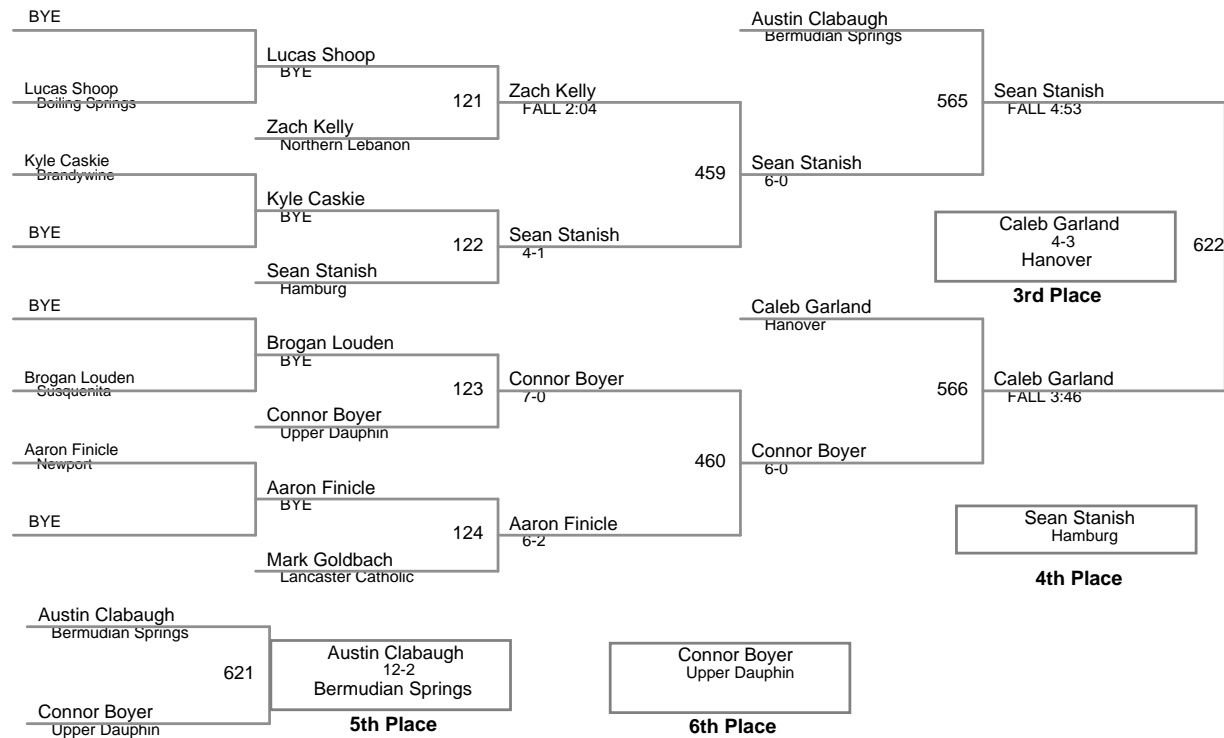 BYE
Lucas Shoop
Boiling Springs
Kyle Caskie
Brandywine
BYE
BYE
Brogan Louden
Susquenita
Aaron Finicle
Newport
BYE
Lucas Shoop
BYE
121
Zach Kelly
Northern Lebanon
Kyle Caskie
BYE
122
Sean Stanish
Hamburg
Brogan Louden
BYE
123
Connor Boyer
Upper Dauphin
Aaron Finicle
BYE
124
Mark Goldbach
Lancaster Catholic
Zach Kelly
FALL 2:04
459
Sean Stanish
4-1
Connor Boyer
7-0
460
Aaron Finicle
6-2
Austin Clabaugh
Bermudian Springs
565
Sean Stanish
6-0
Caleb Garland
Hanover
566
Connor Boyer
6-0
Sean Stanish
FALL 4:53
622
Caleb Garland
FALL 3:46
Caleb Garland
4-3
Hanover
3rd Place
Sean Stanish
Hamburg
4th Place
Austin Clabaugh
Bermudian Springs
621
Connor Boyer
Upper Dauphin
Austin Clabaugh
12-2
Bermudian Springs
5th Place
Connor Boyer
Upper Dauphin
6th Place